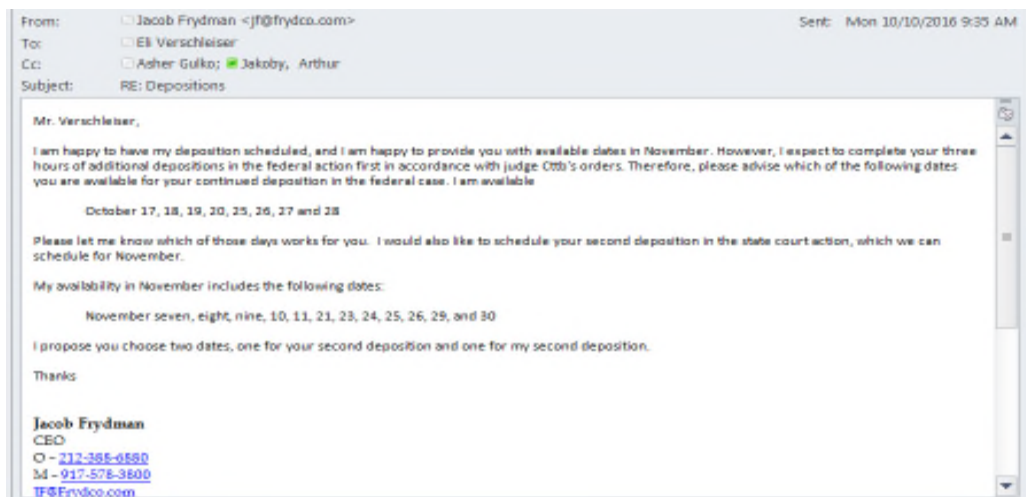 From: Jacob Frydman <jf@frydco.com> Sent: Mon 10/10/2016 9:35 AM
To: Eli Verschleiser
Cc: Asher Gulko; Jakoby, Arthur
Subject: RE: Depositions
Mr. Verschleiser,
I am happy to have my deposition scheduled, and I am happy to provide you with available dates in November. However, I expect to complete your three
hours of additional depositions in the federal action first in accordance with judge Ottb's orders. Therefore, please advise which of the following dates
you are available for your continued deposition in the federal case. I am available
October 17, 18, 19, 20, 25, 26, 27 and 28
Please let me know which of those days works for you. I would also like to schedule your second deposition in the state court action, which we can
schedule for November.
My availability in November includes the following dates:
November seven, eight, nine, 10, 11, 21, 23, 24, 25, 26, 29, and 30
I propose you choose two dates, one for your second deposition and one for my second deposition.
Thanks
Jacob Frydman
CEO
O – 212-388-6880
M – 917-578-3800
JF@Frydco.com